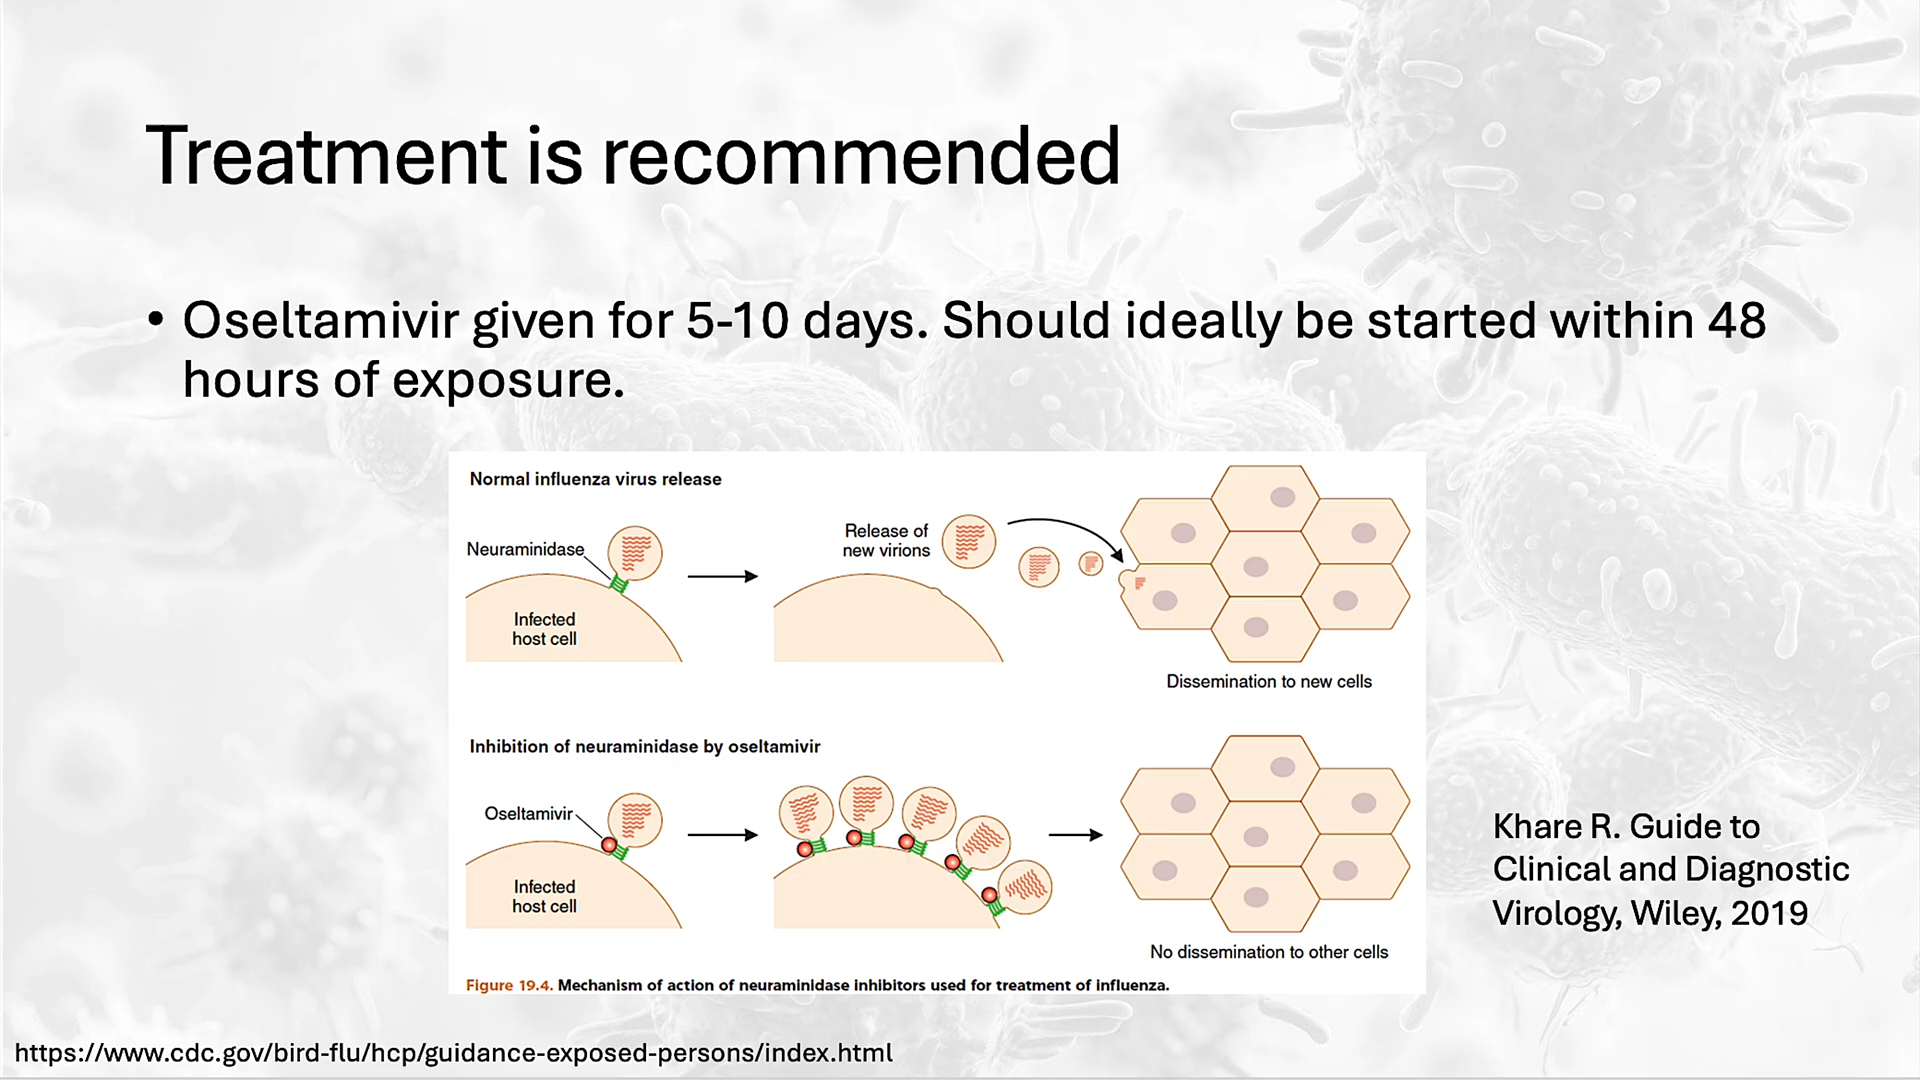 Treatment is recommended
• Oseltamivir given for 5-10 days. Should ideally be started within 48
hours of exposure.
Normal influenza virus release
Neuraminidase
Infected
host cell
Release of
new virions
Dissemination to new cells
Inhibition of neuraminidase by oseltamivir
Oseltamivir
Infected
host cell
No dissemination to other cells
Figure 19.4. Mechanism of action of neuraminidase inhibitors used for treatment of influenza.
Khare R. Guide to
Clinical and Diagnostic
Virology, Wiley, 2019
https://www.cdc.gov/bird-flu/hcp/guidance-exposed-persons/index.html